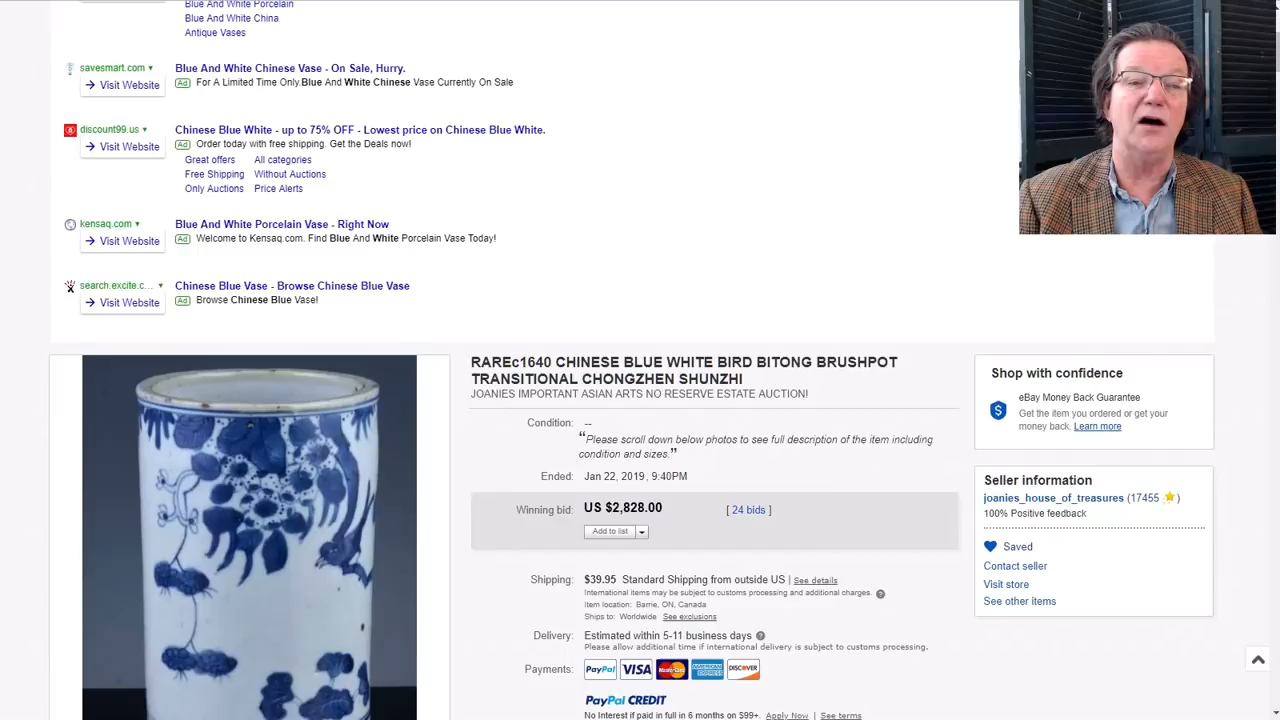 Blue And White Porcelain
Blue And White China
Antique Vases
savesmart.com
Visit Website
Blue And White Chinese Vase - On Sale, Hurry.
Ad For A Limited Time Only.Blue And White Chinese Vase Currently On Sale
discount99.us
Visit Website
Chinese Blue White - up to 75% OFF - Lowest price on Chinese Blue White.
Ad Order today with free shipping. Get the Deals now!
Great offers All categories
Free Shipping Without Auctions
Only Auctions Price Alerts
kensaq.com
Visit Website
Blue And White Porcelain Vase - Right Now
Ad Welcome to Kensaq.com. Find Blue And White Porcelain Vase Today!
search.excite.c...
Visit Website
Chinese Blue Vase - Browse Chinese Blue Vase
Ad Browse Chinese Blue Vase!
RAREc1640 CHINESE BLUE WHITE BIRD BITONG BRUSHPOT
TRANSITIONAL CHONGZHEN SHUNZHI
JOANIES IMPORTANT ASIAN ARTS NO RESERVE ESTATE AUCTION!
Condition: --
“Please scroll down below photos to see full description of the item including
condition and sizes.”
Ended: Jan 22, 2019 , 9:40PM
Winning bid: US $2,828.00 [ 24 bids ]
Add to list
Shipping: $39.95 Standard Shipping from outside US | See details
International items may be subject to customs processing and additional charges.
Item location: Barrie, ON, Canada
Ships to: Worldwide See exclusions
Delivery: Estimated within 5-11 business days
Please allow additional time if international delivery is subject to customs processing.
Payments: PayPal VISA MasterCard AMERICAN EXPRESS DISCOVER
PayPal CREDIT
No Interest if paid in full in 6 months on $99+. Apply Now | See terms
Shop with confidence
eBay Money Back Guarantee
Get the item you ordered or get your
money back. Learn more
Seller information
joanies_house_of_treasures (17455 )
100% Positive feedback
Saved
Contact seller
Visit store
See other items